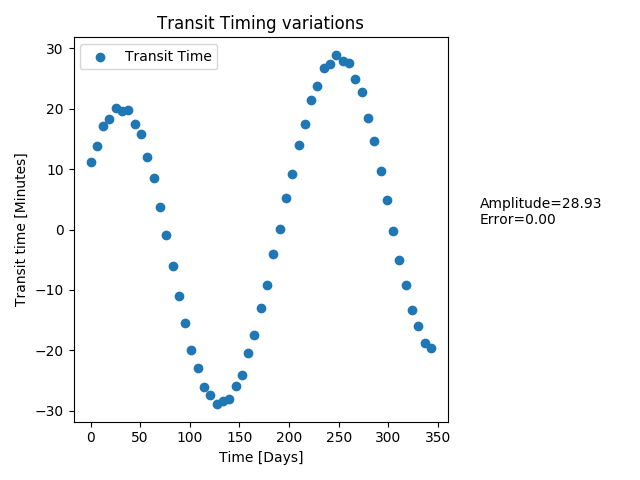 Transit Timing variations
Transit Time
30
20
10
0
−10
−20
−30
Transit time [Minutes]
0 50 100 150 200 250 300 350
Time [Days]
Amplitude=28.93
Error=0.00